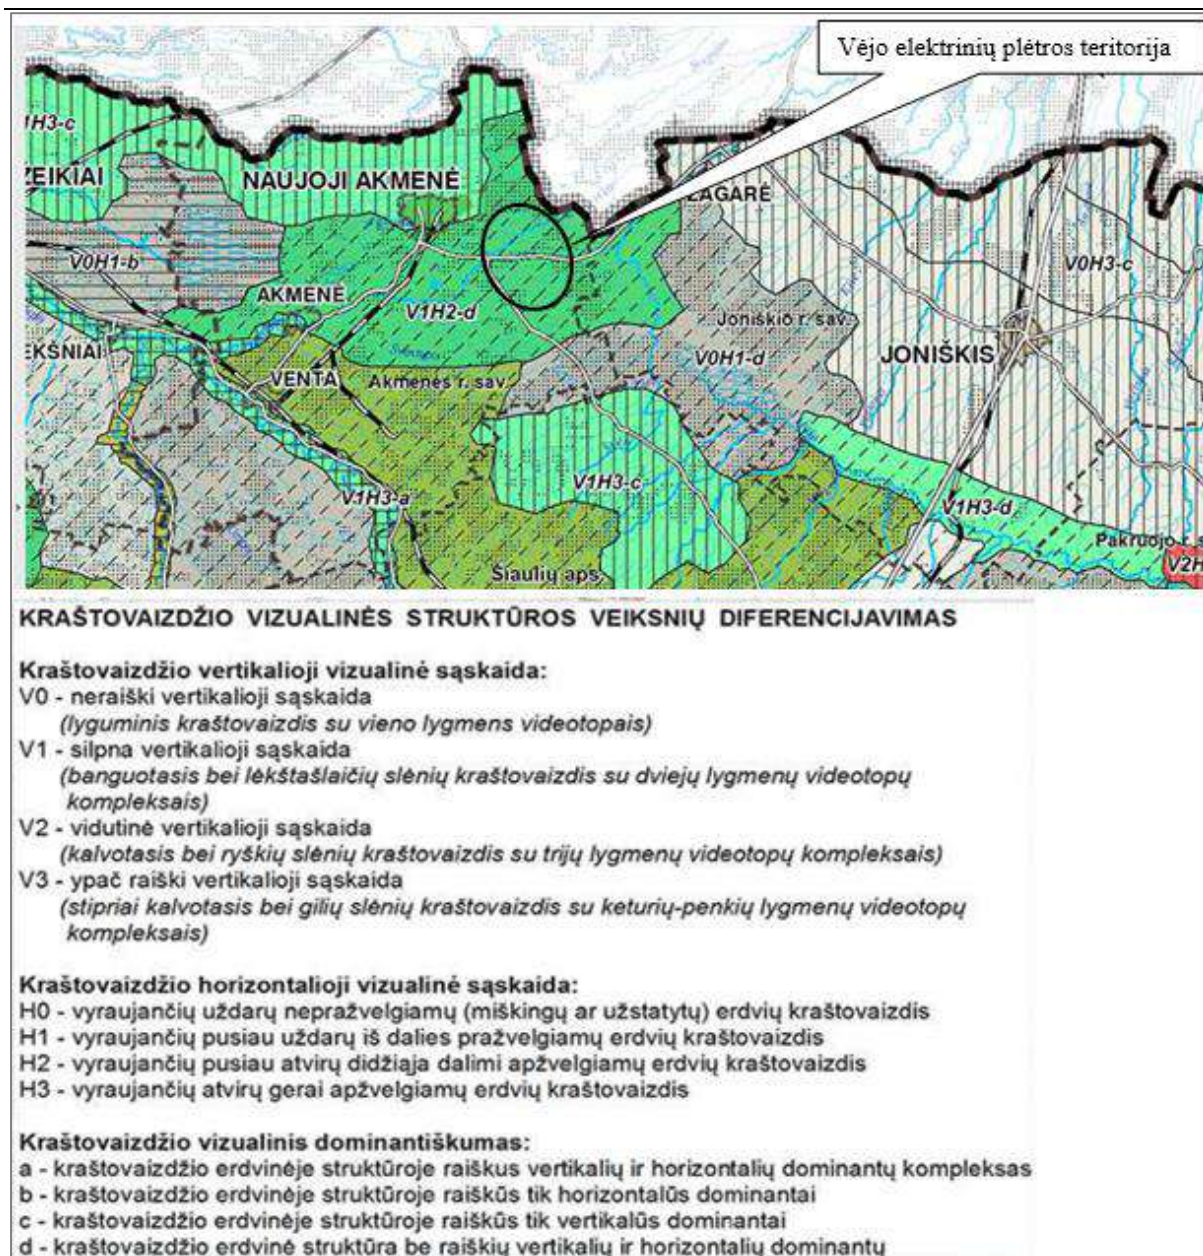 Vėjo elektrinių plėtros teritorija
1H3-c
ZEIKIAI
NAUJOJI AKMENĖ
ŽAGARĖ
V0H1-b
V0H3-c
AKMENĖ
V1H2-d
Joniškio r. sav.
EKŠNIAI
V0H1-d
JONIŠKIS
VENTA
Akmenės r. sav.
V1H3-a
V1H3-c
V1H3-d
Šiaulių aps.
Pakruojo r. s
V2H
KRAŠTOVAIZDŽIO VIZUALINĖS STRUKTŪROS VEIKSNIŲ DIFERENCIJAVIMAS
Kraštovaizdžio vertikalioji vizualinė sąskaida:
V0 - neraiški vertikalioji sąskaida
(lyguminis kraštovaizdis su vieno lygmens videotopais)
V1 - silpna vertikalioji sąskaida
(banguotasis bei lėkštašlaičių slėnių kraštovaizdis su dviejų lygmenų videotopų
kompleksais)
V2 - vidutinė vertikalioji sąskaida
(kalvotasis bei ryškių slėnių kraštovaizdis su trijų lygmenų videotopų kompleksais)
V3 - ypač raiški vertikalioji sąskaida
(stipriai kalvotasis bei gilių slėnių kraštovaizdis su keturių-penkių lygmenų videotopų
kompleksais)
Kraštovaizdžio horizontalioji vizualinė sąskaida:
H0 - vyraujančių uždarų nepražvelgiamų (miškingų ar užstatytų) erdvių kraštovaizdis
H1 - vyraujančių pusiau uždarų iš dalies pražvelgiamų erdvių kraštovaizdis
H2 - vyraujančių pusiau atvirų didžiąja dalimi apžvelgiamų erdvių kraštovaizdis
H3 - vyraujančių atvirų gerai apžvelgiamų erdvių kraštovaizdis
Kraštovaizdžio vizualinis dominantiškumas:
a - kraštovaizdžio erdvinėje struktūroje raiškus vertikalių ir horizontalių dominantų kompleksas
b - kraštovaizdžio erdvinėje struktūroje raiškūs tik horizontalūs dominantai
c - kraštovaizdžio erdvinėje struktūroje raiškūs tik vertikalūs dominantai
d - kraštovaizdžio erdvinė struktūra be raiškių vertikalių ir horizontalių dominantų